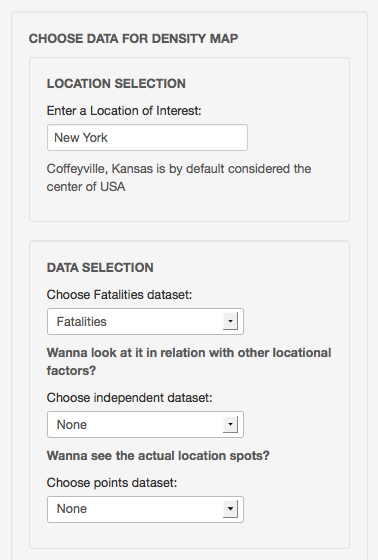 CHOOSE DATA FOR DENSITY MAP
LOCATION SELECTION
Enter a Location of Interest:
New York
Coffeyville, Kansas is by default considered the
center of USA
DATA SELECTION
Choose Fatalities dataset:
Fatalities
Wanna look at it in relation with other locational
factors?
Choose independent dataset:
None
Wanna see the actual location spots?
Choose points dataset:
None